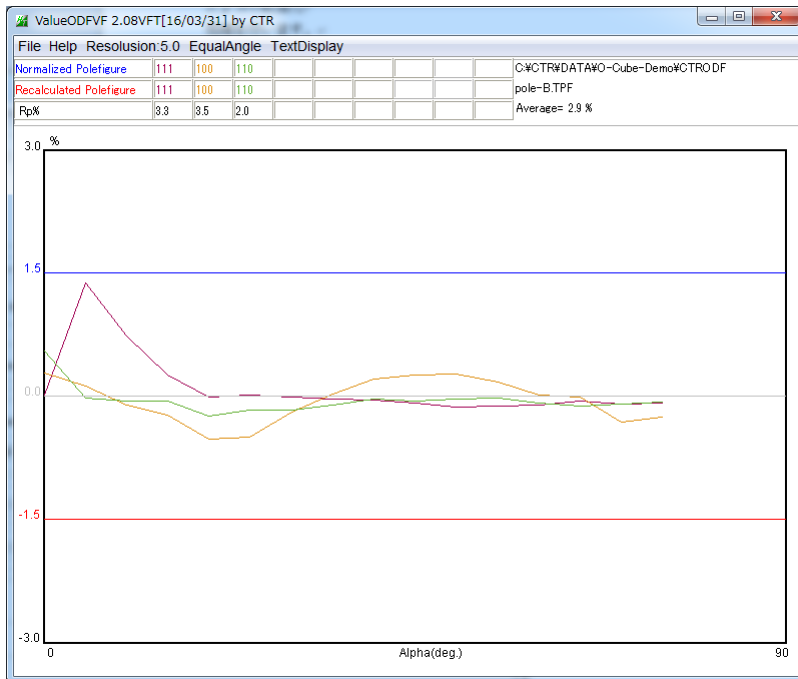 ValueODFVF 2.08VFT[16/03/31] by CTR
File Help Resolusion:5.0 EqualAngle TextDisplay
Normalized Polefigure 111 100 110
C:¥CTR¥DATA¥O-Cube-Demo¥CTRODF
Recalculated Polefigure 111 100 110
pole-B.TPF
Rp% 3.3 3.5 2.0
Average= 2.9 %
3.0 %
1.5
0.0
-1.5
-3.0
0 Alpha(deg.) 90